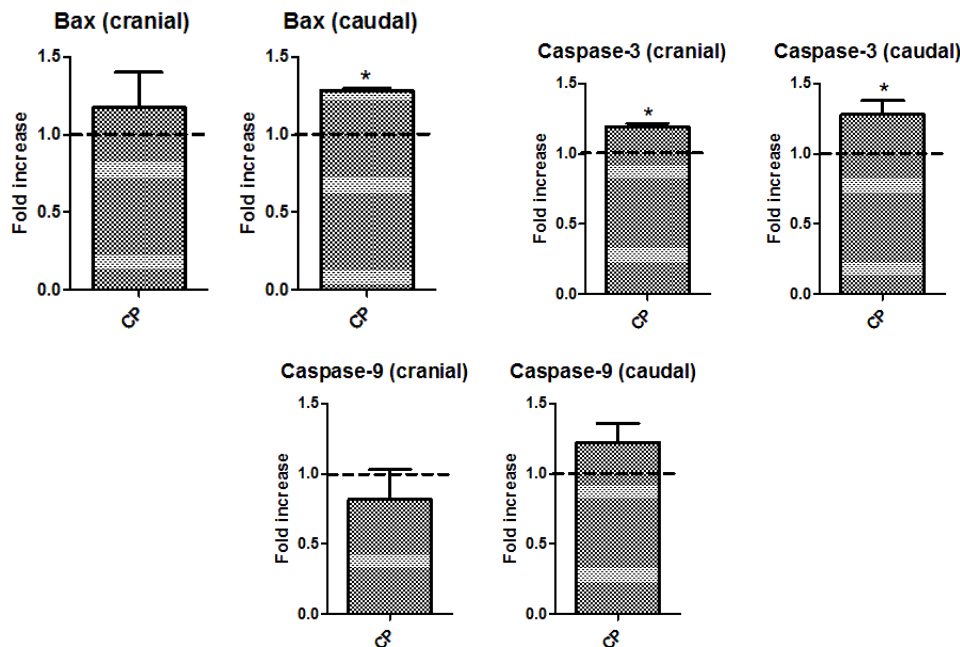 Bax (cranial)
Bax (caudal)
Fold increase
1.5
1.0
0.5
0.0
CP
Fold increase
1.5
1.0
0.5
0.0
*
CP
Caspase-3 (cranial)
Caspase-3 (caudal)
Fold increase
1.5
1.0
0.5
0.0
*
CP
Fold increase
1.5
1.0
0.5
0.0
*
CP
Caspase-9 (cranial)
Caspase-9 (caudal)
Fold increase
1.5
1.0
0.5
0.0
CP
Fold increase
1.5
1.0
0.5
0.0
CP